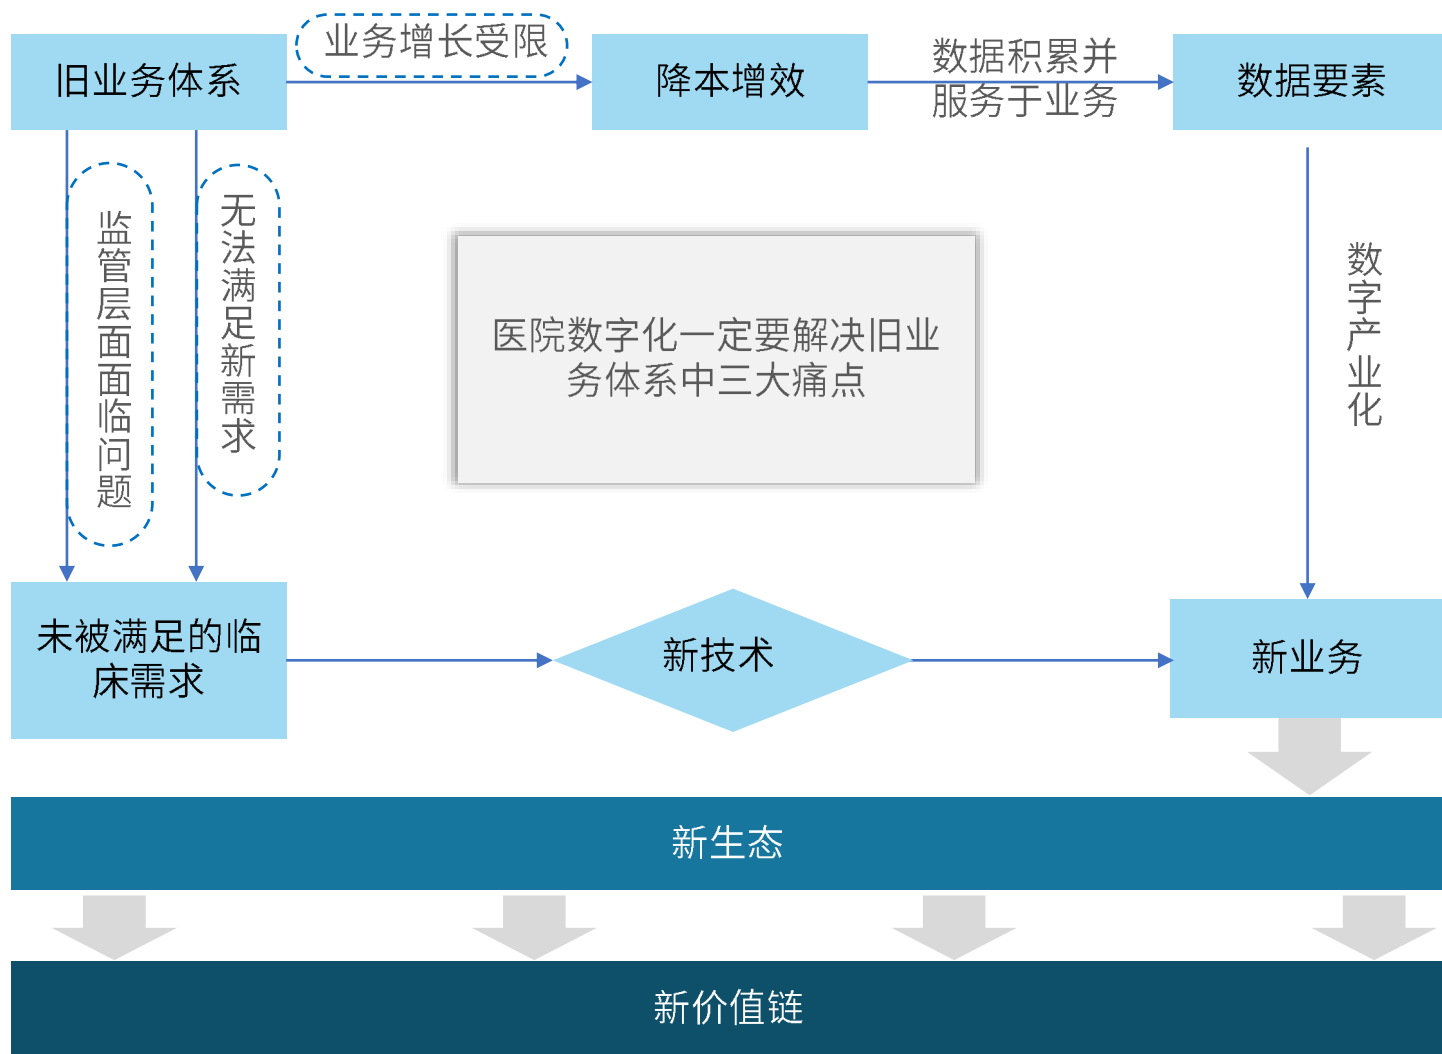 旧业务体系
业务增长受限
降本增效
数据积累并
服务于业务
数据要素
监管层面面临问题
无法满足新需求
医院数字化一定要解决旧业
务体系中三大痛点
数字产业化
未被满足的临
床需求
新技术
新业务
新生态
新价值链